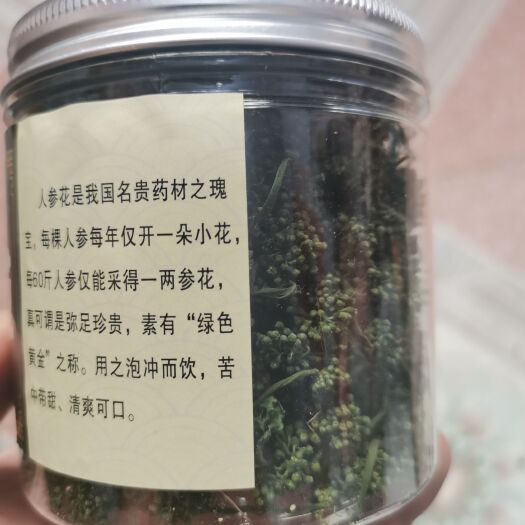 人参花是我国名贵药材之瑰
宝，每棵人参每年仅开一朵小花，
每60斤人参仅能采得一两参花，
真可谓是弥足珍贵，素有“绿色
黄金”之称。用之泡冲而饮，苦
中带甜、清爽可口。